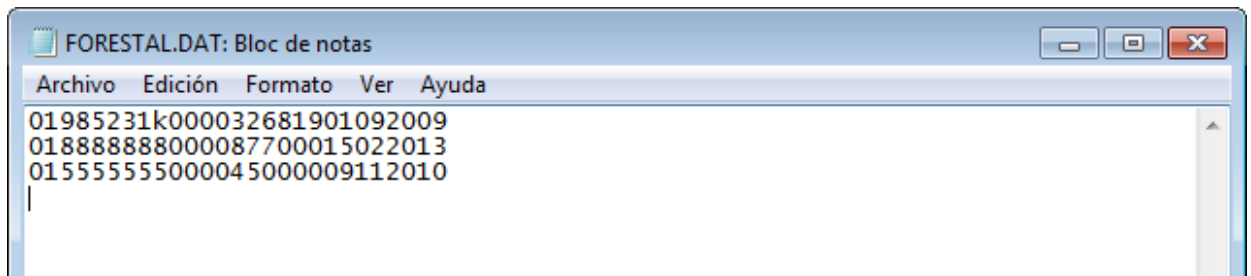 FORESTAL.DAT: Bloc de notas
Archivo Edición Formato Ver Ayuda
01985231k000032681901092009
018888888000087700015022013
015555555000045000009112010